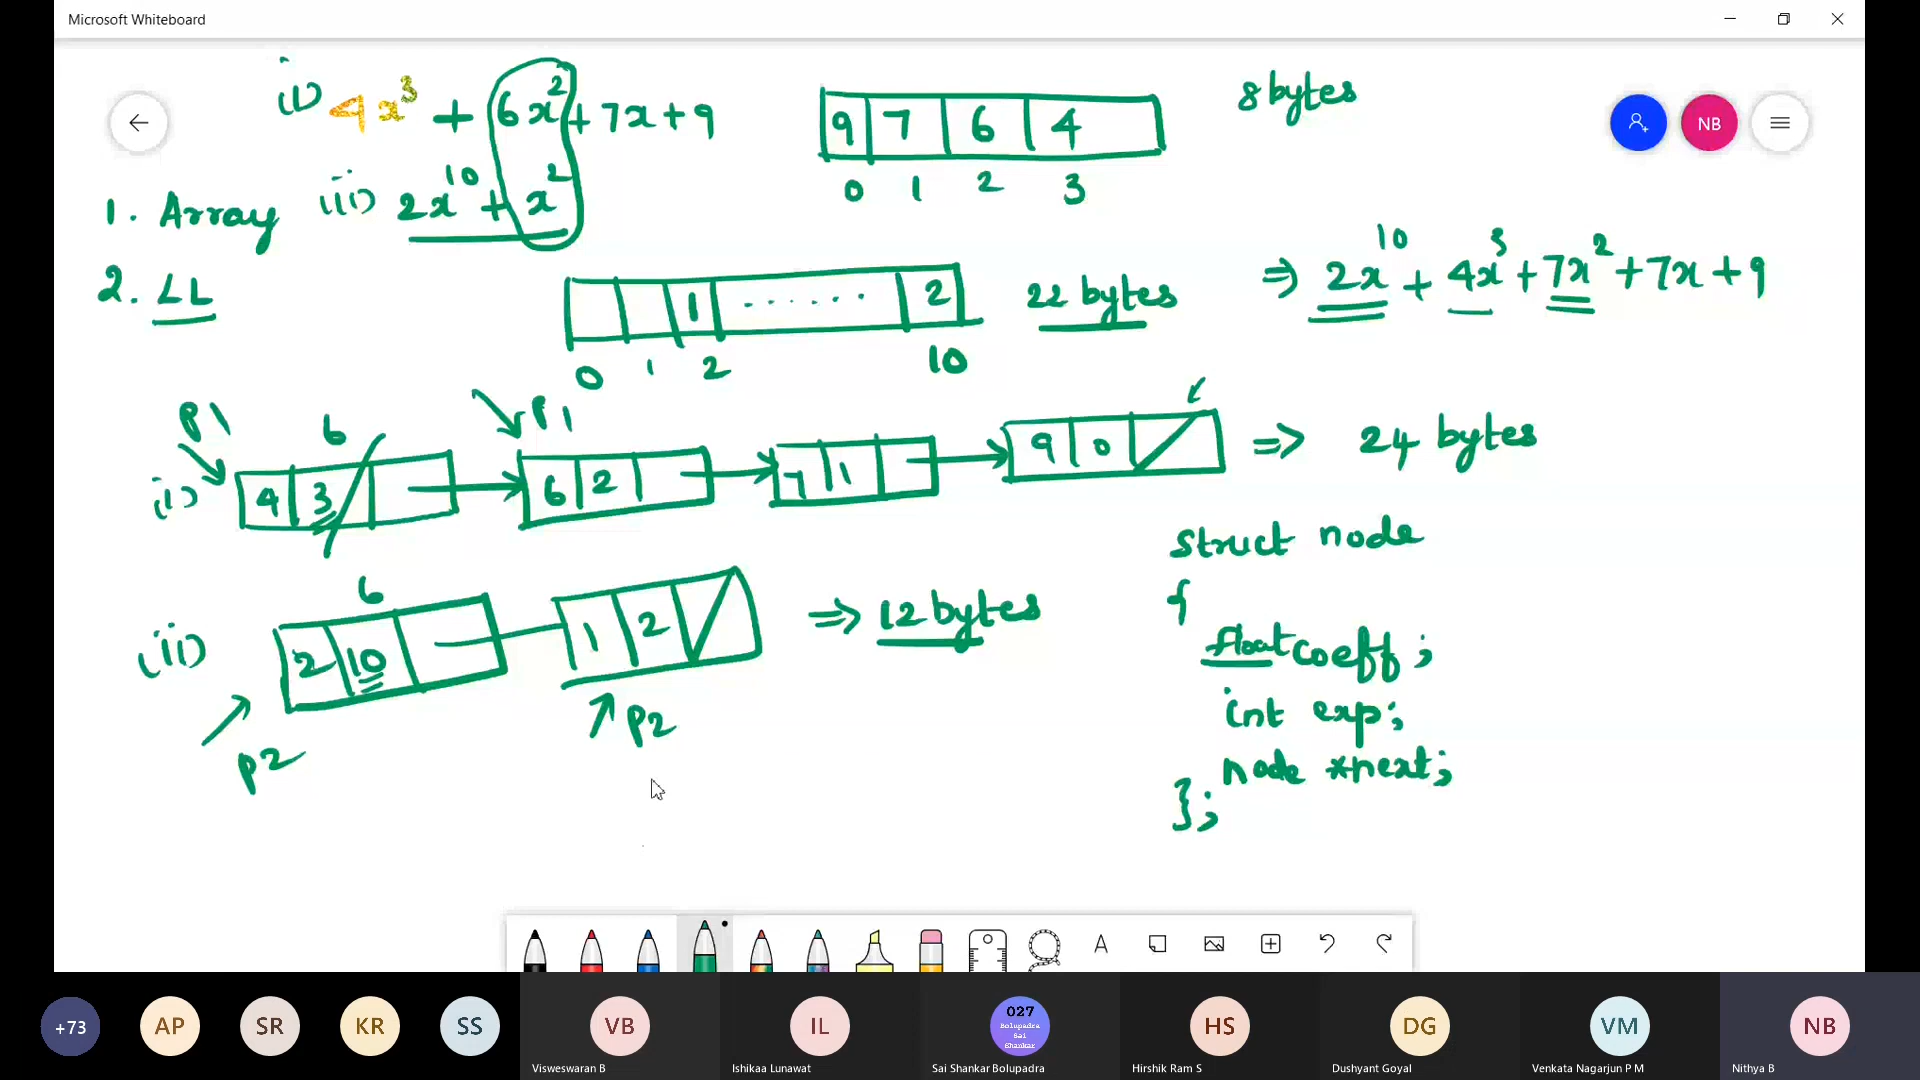 Microsoft Whiteboard
(i) 4x³ + 6x² + 7x + 9
9 7 6 4
8 bytes
0 1 2 3
NB
1. Array
(ii) 2x¹⁰ + x²
2. LL
1 ....... 2
22 bytes
⇒ 2x¹⁰ + 4x³ + 7x² + 7x + 9
0 1 2 10
P1
6
P1
(i) 4 3 → 6 2 → 7 1 → 9 0 ⇒ 24 bytes
6
(ii) 2 10 1 2 ⇒ 12 bytes
p2
p2
struct node
{
float coeff;
int exp;
node *next;
};
A
+73 AP SR KR SS VB IL 027 HS DG VM NB
Bolupadra
Sai
Shankar
Visweswaran B
Ishikaa Lunawat
Sai Shankar Bolupadra
Hirshik Ram S
Dushyant Goyal
Venkata Nagarjun P M
Nithya B